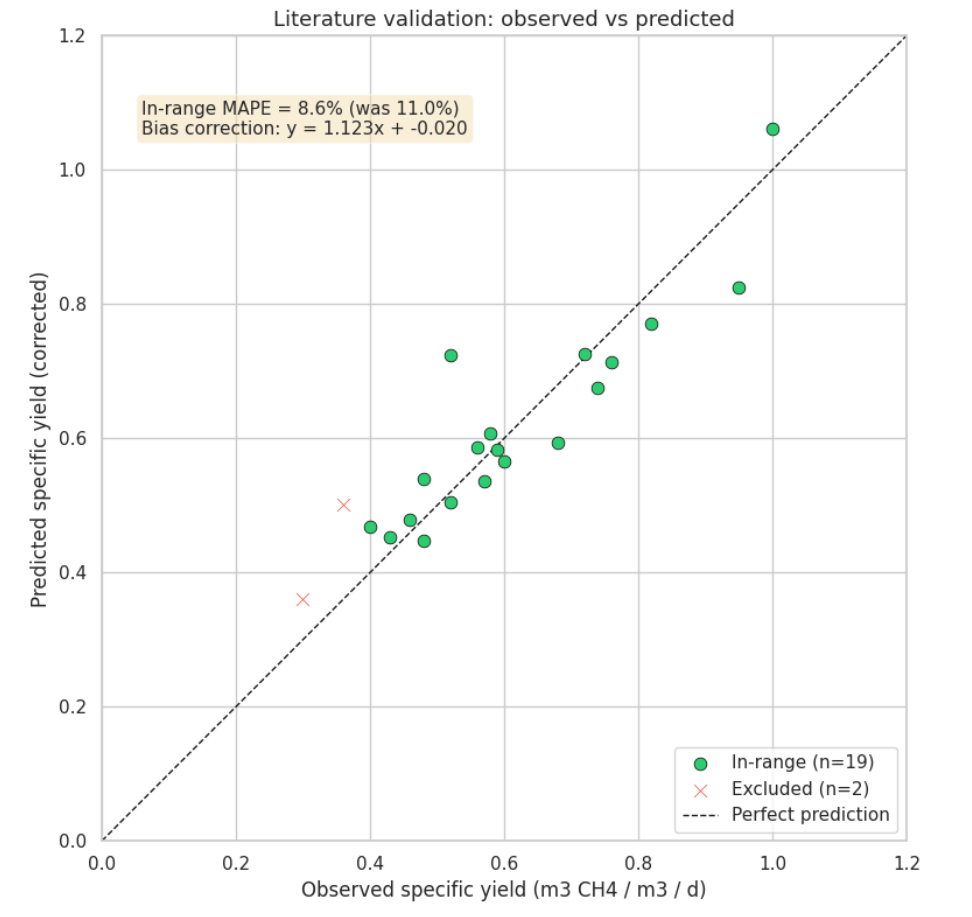 Literature validation: observed vs predicted
1.2
In-range MAPE = 8.6% (was 11.0%)
Bias correction: y = 1.123x + -0.020
1.0
0.8
Predicted specific yield (corrected)
0.6
0.4
0.2
In-range (n=19)
Excluded (n=2)
Perfect prediction
0.0
0.0 0.2 0.4 0.6 0.8 1.0 1.2
Observed specific yield (m3 CH4 / m3 / d)